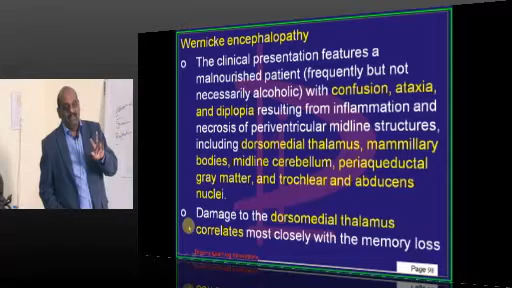 Wernicke encephalopathy
o The clinical presentation features a
malnourished patient (frequently but not
necessarily alcoholic) with confusion, ataxia,
and diplopia resulting from inflammation and
necrosis of periventricular midline structures,
including dorsomedial thalamus, mammillary
bodies, midline cerebellum, periaqueductal
gray matter, and trochlear and abducens
nuclei.
o Damage to the dorsomedial thalamus
correlates most closely with the memory loss
Page 98